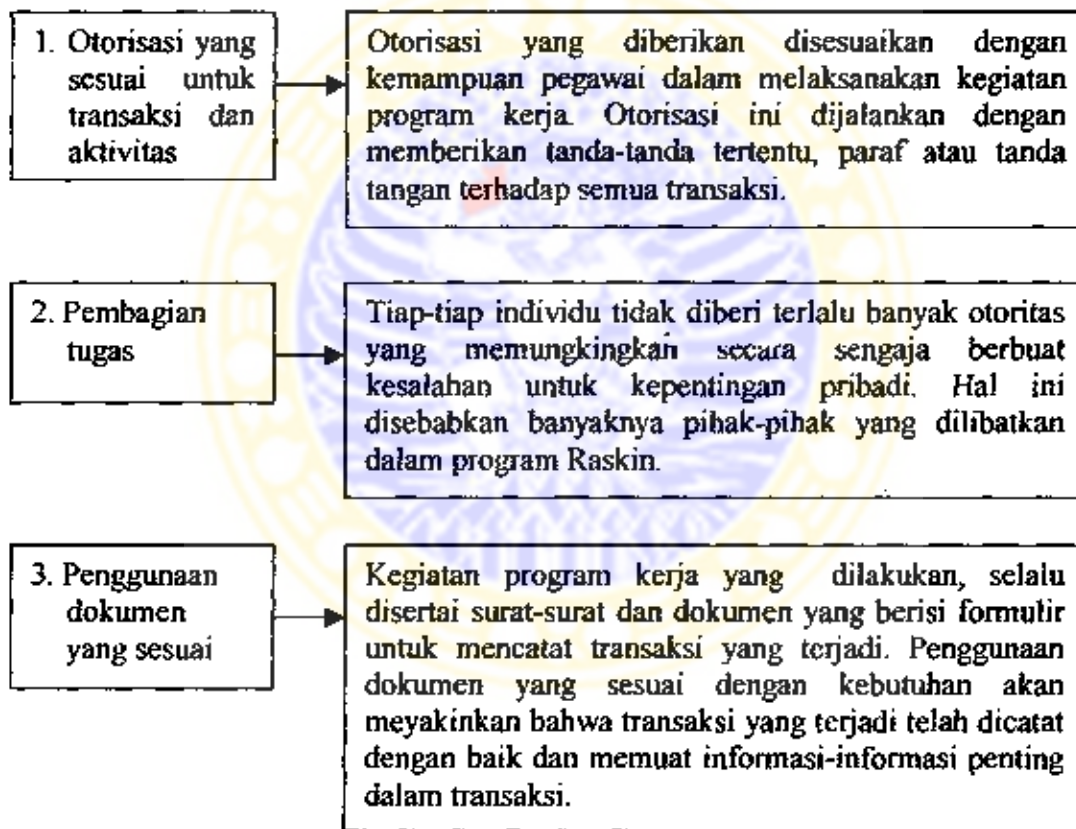 1. Otorisasi yang
sesuai untuk
transaksi dan
aktivitas
Otorisasi yang diberikan disesuaikan dengan
kemampuan pegawai dalam melaksanakan kegiatan
program kerja. Otorisasi ini dijalankan dengan
memberikan tanda-tanda tertentu, paraf atau tanda
tangan terhadap semua transaksi.
2. Pembagian
tugas
Tiap-tiap individu tidak diberi terlalu banyak otoritas
yang memungkingkan secara sengaja berbuat
kesalahan untuk kepentingan pribadi. Hal ini
disebabkan banyaknya pihak-pihak yang dilibatkan
dalam program Raskin.
3. Penggunaan
dokumen
yang sesuai
Kegiatan program kerja yang dilakukan, selalu
disertai surat-surat dan dokumen yang berisi formulir
untuk mencatat transaksi yang terjadi. Penggunaan
dokumen yang sesuai dengan kebutuhan akan
meyakinkan bahwa transaksi yang terjadi telah dicatat
dengan baik dan memuat informasi-informasi penting
dalam transaksi.